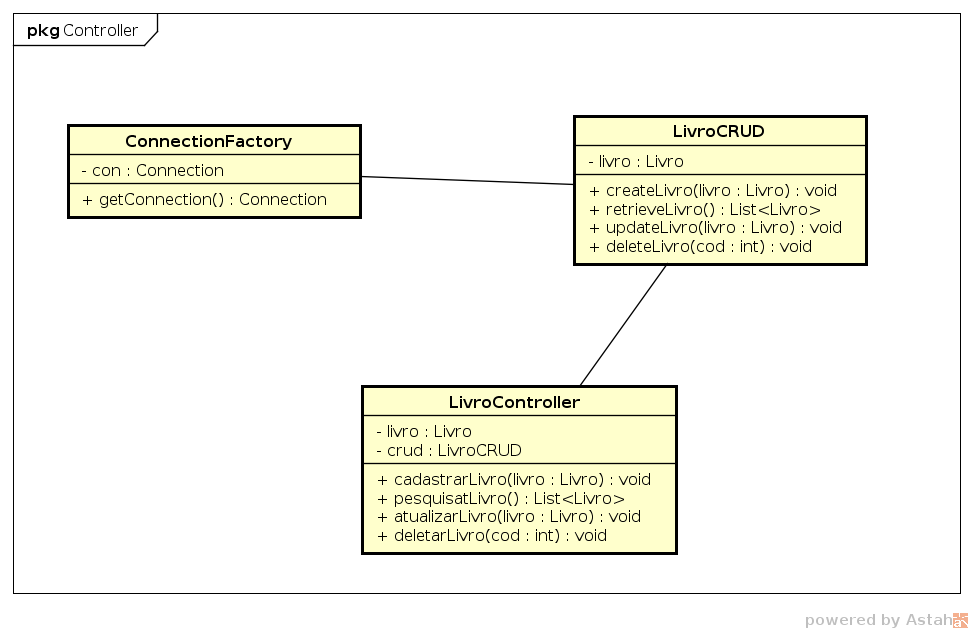 pkg Controller
ConnectionFactory
- con : Connection
+ getConnection() : Connection
LivroCRUD
- livro : Livro
+ createLivro(livro : Livro) : void
+ retrieveLivro() : List<Livro>
+ updateLivro(livro : Livro) : void
+ deleteLivro(cod : int) : void
LivroController
- livro : Livro
- crud : LivroCRUD
+ cadastrarLivro(livro : Livro) : void
+ pesquisatLivro() : List<Livro>
+ atualizarLivro(livro : Livro) : void
+ deletarLivro(cod : int) : void
powered by Astah